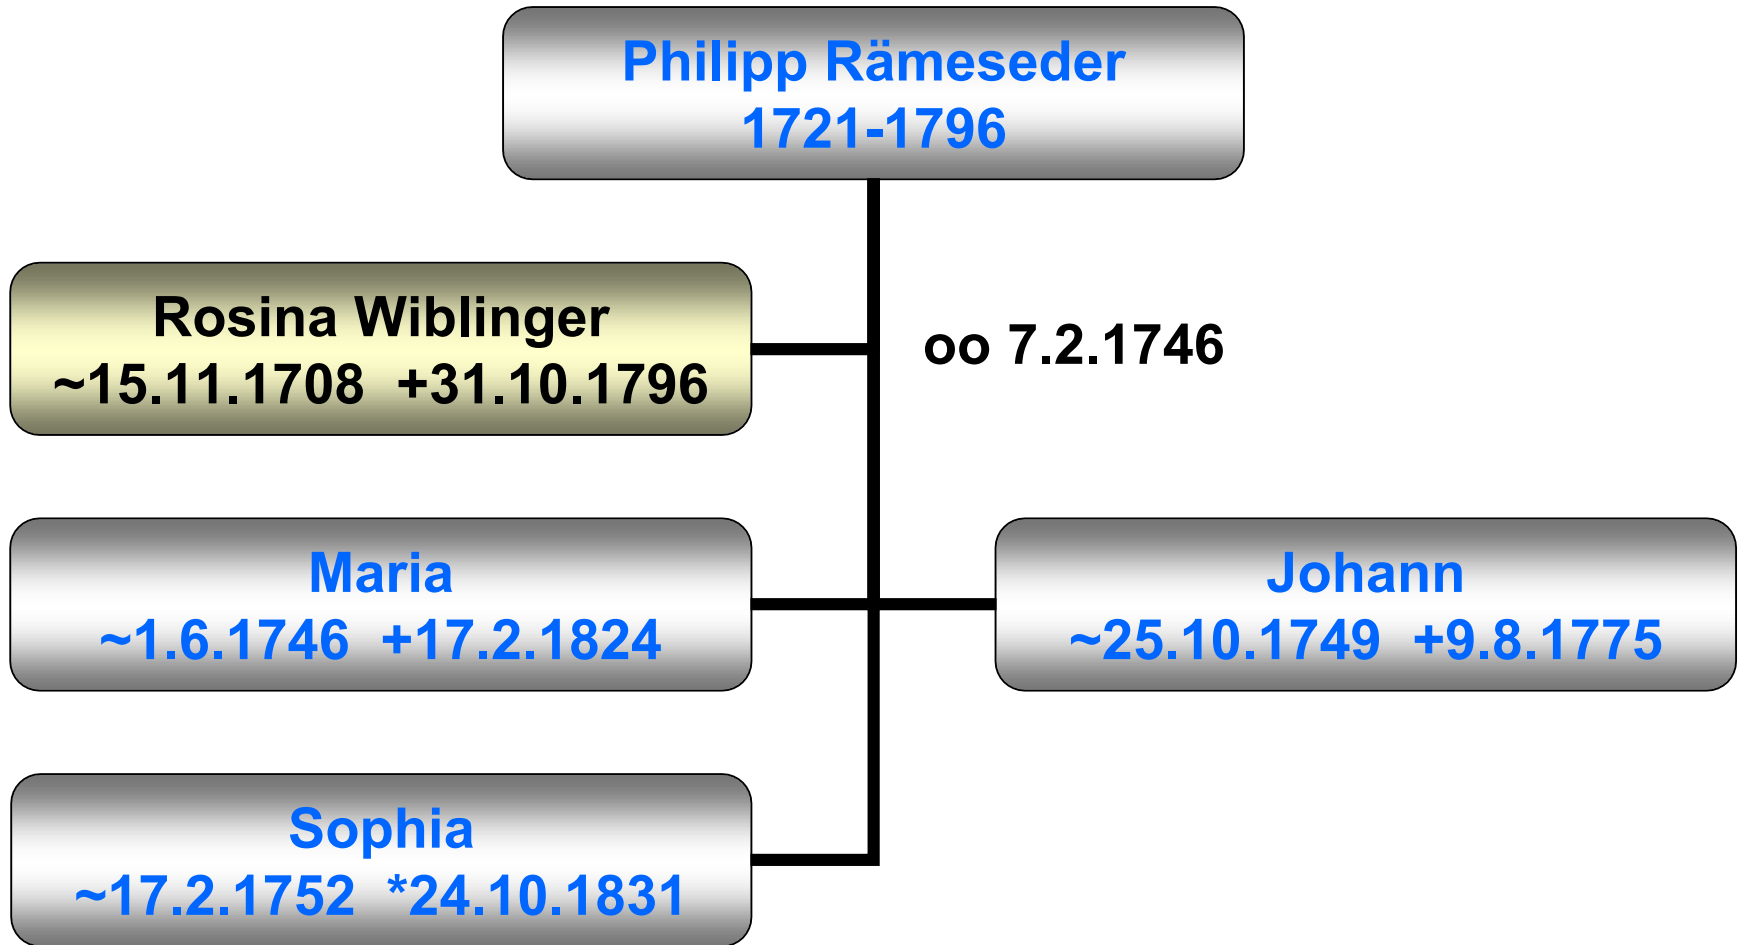 Philipp Rämeseder
1721-1796
Rosina Wiblinger
~15.11.1708 +31.10.1796
oo 7.2.1746
Maria
~1.6.1746 +17.2.1824
Johann
~25.10.1749 +9.8.1775
Sophia
~17.2.1752 *24.10.1831